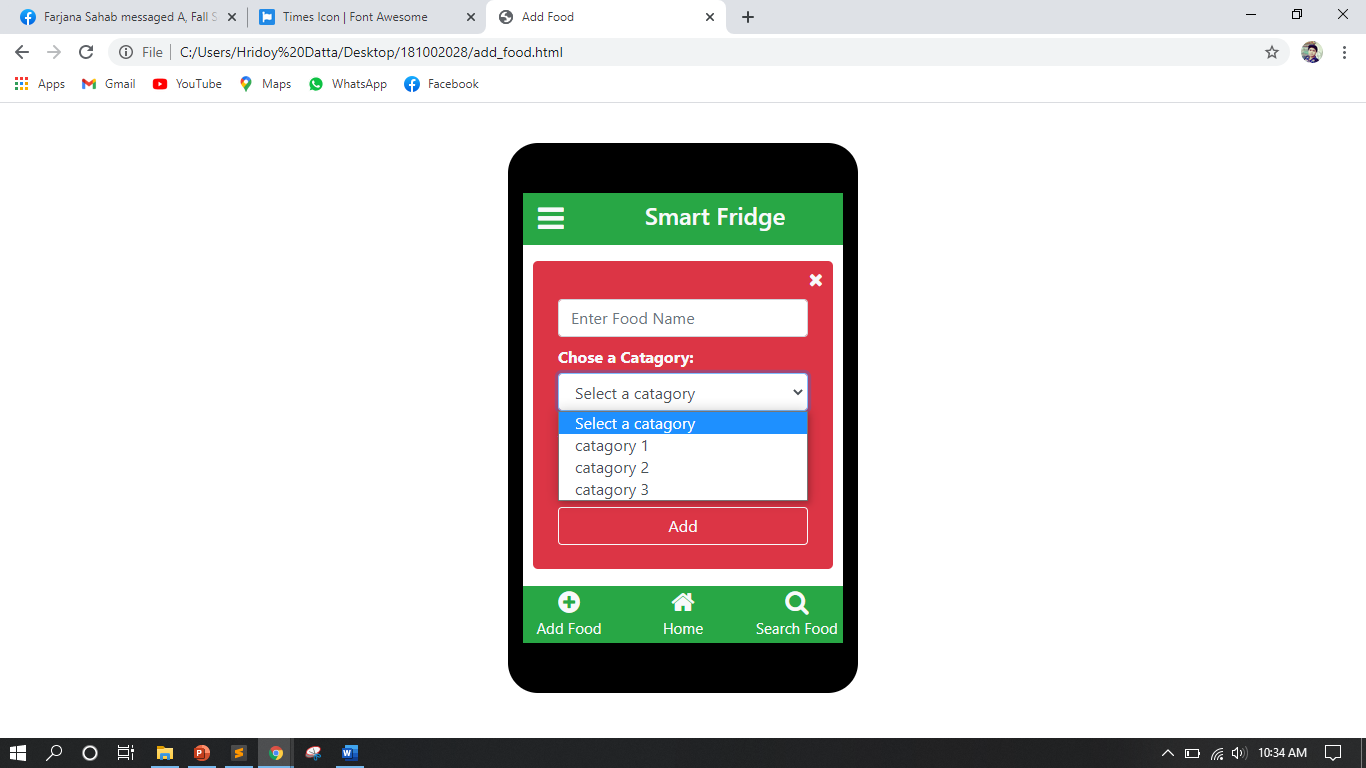 Farjana Sahab messaged A, Fall S
Times Icon | Font Awesome
Add Food
File
C:/Users/Hridoy%20Datta/Desktop/181002028/add_food.html
Apps
Gmail
YouTube
Maps
WhatsApp
Facebook
Smart Fridge
Enter Food Name
Chose a Catagory:
Select a catagory
Select a catagory
catagory 1
catagory 2
catagory 3
Add
Add Food
Home
Search Food
10:34 AM